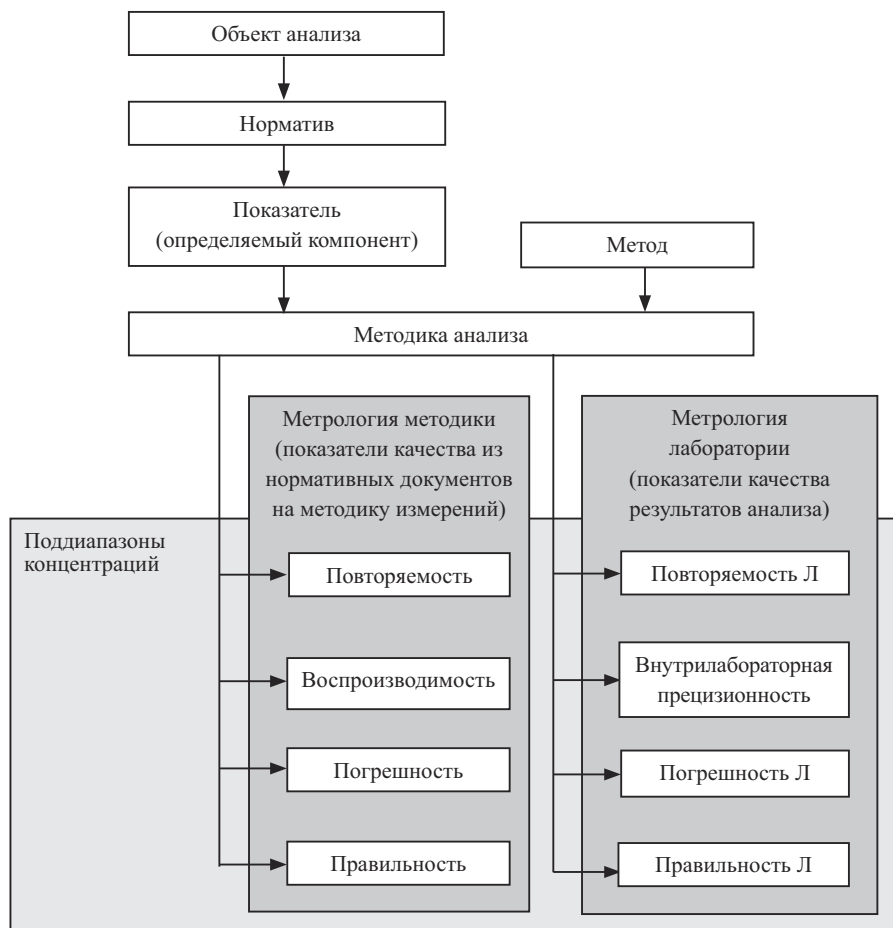 Объект анализа
Норматив
Показатель
(определяемый компонент)
Метод
Методика анализа
Метрология методики
(показатели качества из
нормативных документов
на методику измерений)
Метрология
лаборатории
(показатели качества
результатов анализа)
Поддиапазоны
концентраций
Повторяемость
Повторяемость Л
Воспроизводимость
Внутрилабораторная
прецизионность
Погрешность
Погрешность Л
Правильность
Правильность Л